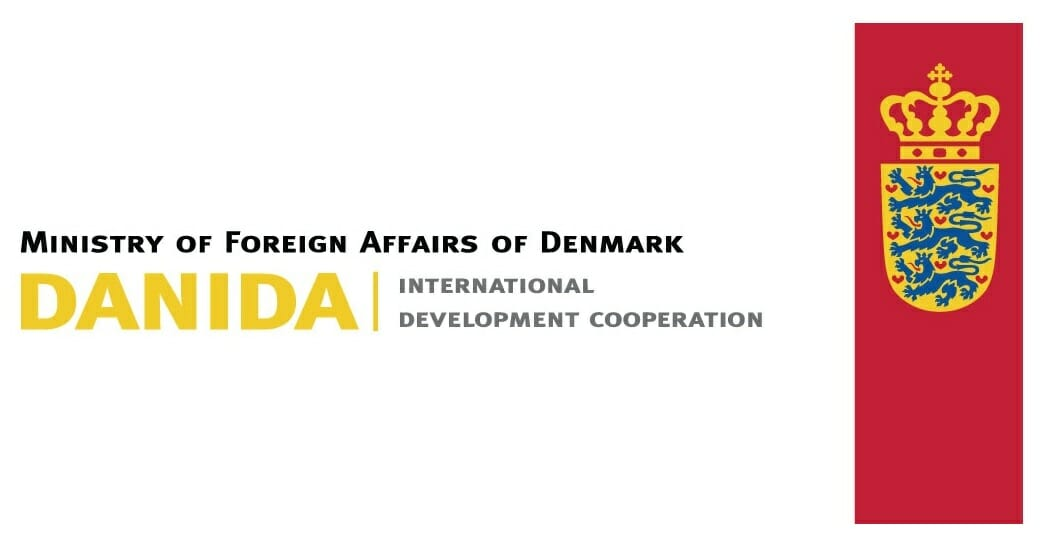 Ministry of Foreign Affairs of Denmark
DANIDA
INTERNATIONAL
DEVELOPMENT COOPERATION